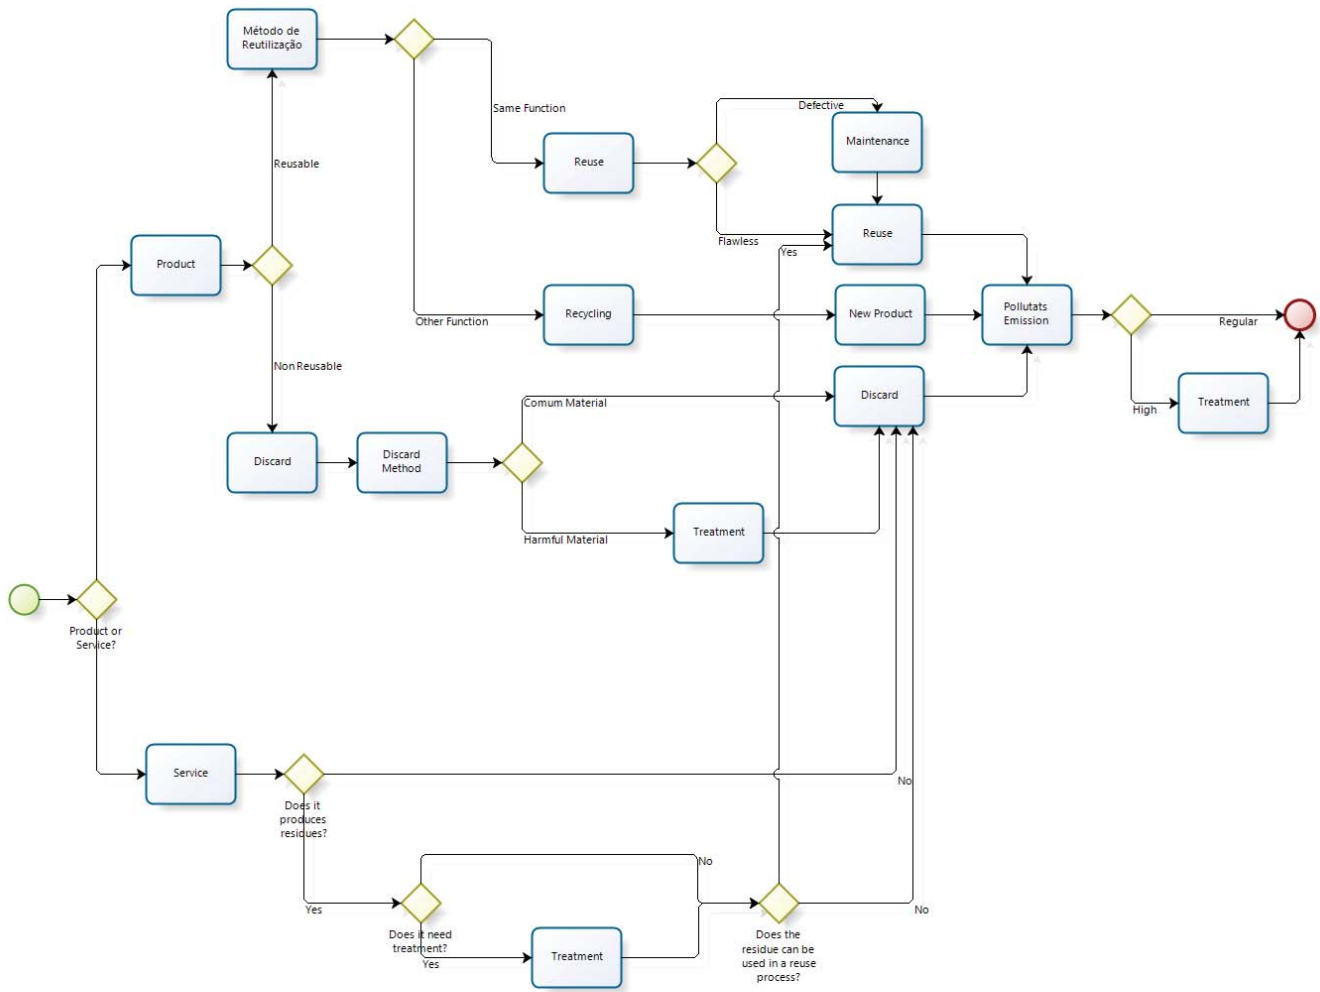 Método de
Reutilização
Same Function
Defective
Maintenance
Reusable
Reuse
Reuse
Flawless
Yes
Product
Other Function
Recycling
New Product
Pollutats
Emission
Regular
Non Reusable
Comum Material
Discard
High
Treatment
Discard
Discard
Method
Harmful Material
Treatment
Product or
Service?
Service
Does it
produces
residues?
No
No
Yes
Does it need
treatment?
Yes
Treatment
No
Does the
residue can be
used in a reuse
process?